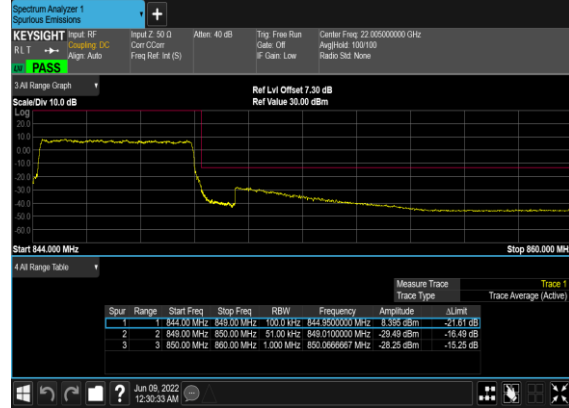 Spectrum Analyzer 1
Spurious Emissions
KEYSIGHT Input: RF Input Z: 50 Ω Atten: 40 dB Trig: Free Run Center Freq: 22.005000000 GHz
RLT Coupling: DC Corr CCorr Gate: Off Avg|Hold: 100/100
Align: Auto Freq Ref: Int (S) IF Gain: Low Radio Std: None
LW PASS
3 All Range Graph
Ref Lvl Offset 7.30 dB
Scale/Div 10.0 dB Ref Value 30.00 dBm
Log
20.0
10.0
0.00
-10.0
-20.0
-30.0
-40.0
-50.0
-60.0
Start 844.000 MHz Stop 860.000 MH
4 All Range Table
Measure Trace Trace 1
Trace Type Trace Average (Active)
Spur Range Start Freq Stop Freq RBW Frequency Amplitude ΔLimit
1 1 844.00 MHz 849.00 MHz 100.0 kHz 844.9500000 MHz 8.395 dBm -21.61 dB
2 2 849.00 MHz 850.00 MHz 51.00 kHz 849.0100000 MHz -29.49 dBm -16.49 dB
3 3 850.00 MHz 860.00 MHz 1.000 MHz 850.0666667 MHz -28.25 dBm -15.25 dB
? Jun 09, 2022
12:30:33 AM